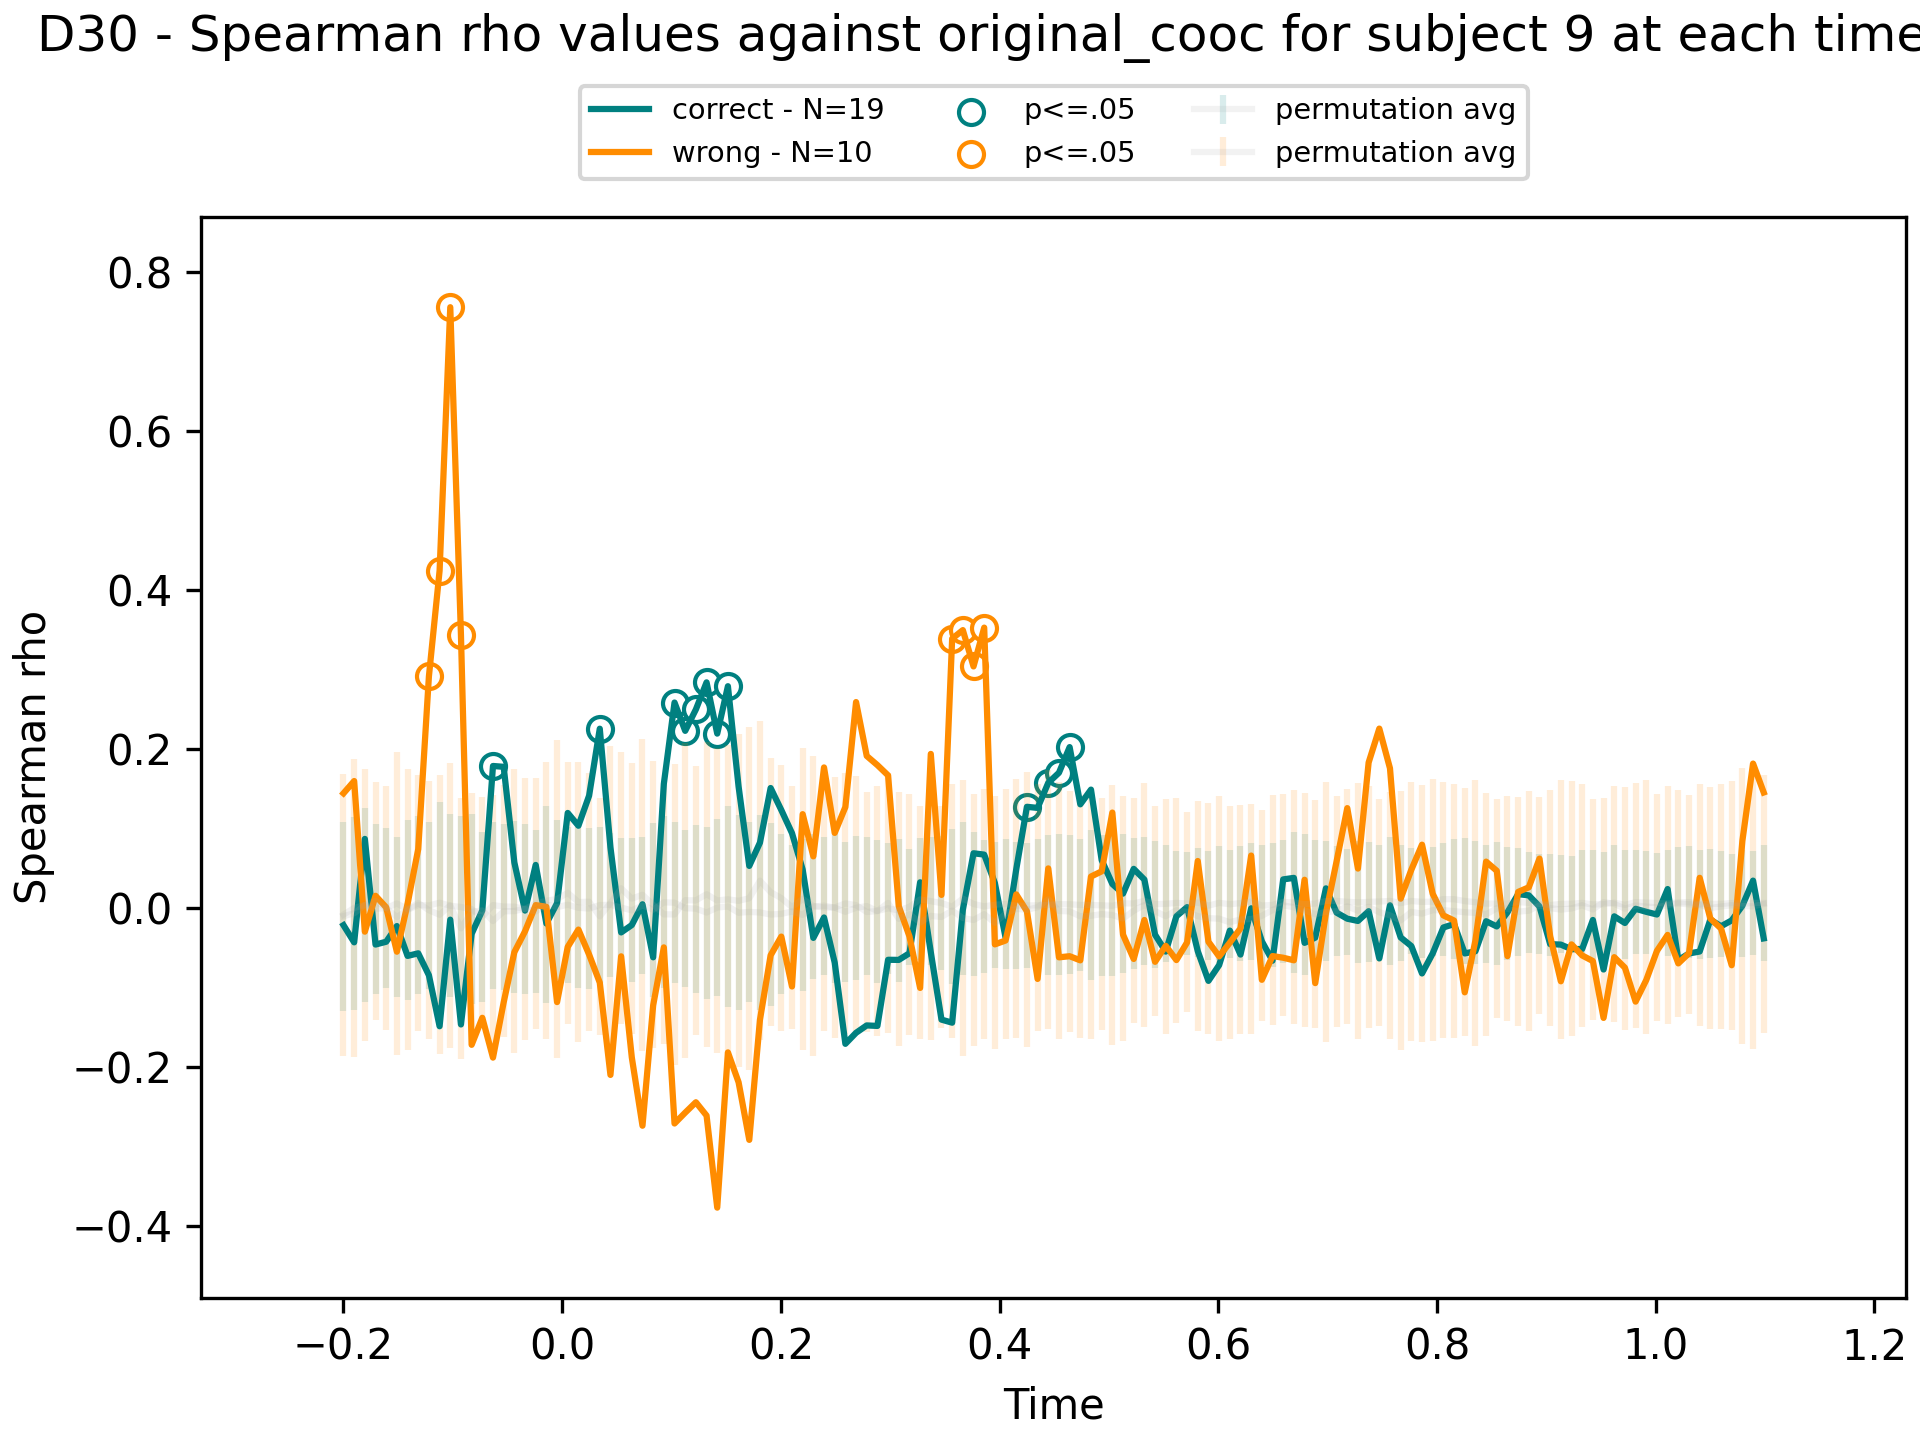 D30 - Spearman rho values against original_cooc for subject 9 at each time
correct - N=19
wrong - N=10
p<=.05
p<=.05
permutation avg
permutation avg
Spearman rho
0.8
0.6
0.4
0.2
0.0
−0.2
−0.4
−0.2
0.0
0.2
0.4
0.6
0.8
1.0
1.2
Time